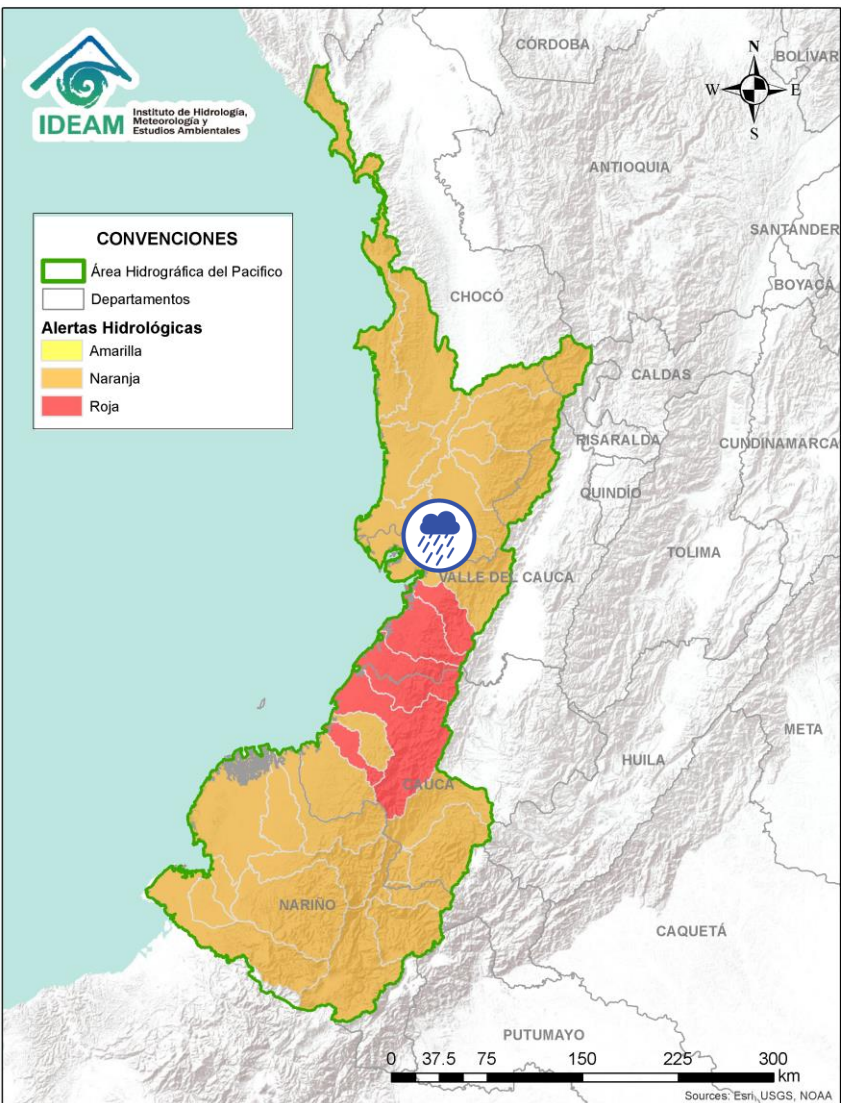 IDEAM
Instituto de Hidrología,
Meteorología y
Estudios Ambientales
CÓRDOBA
BOLÍVAR
N
W
E
S
ANTIOQUIA
SANTANDER
BOYACÁ
CONVENCIONES
Área Hidrográfica del Pacifico
Departamentos
Alertas Hidrológicas
Amarilla
Naranja
Roja
CHOCÓ
CALDAS
RISARALDA
CUNDINAMARCA
QUINDÍO
TOLIMA
VALLE DEL CAUCA
META
HUILA
CAUCA
NARIÑO
CAQUETÁ
PUTUMAYO
0 37.5 75 150 225 300
km
Sources: Esri, USGS, NOAA